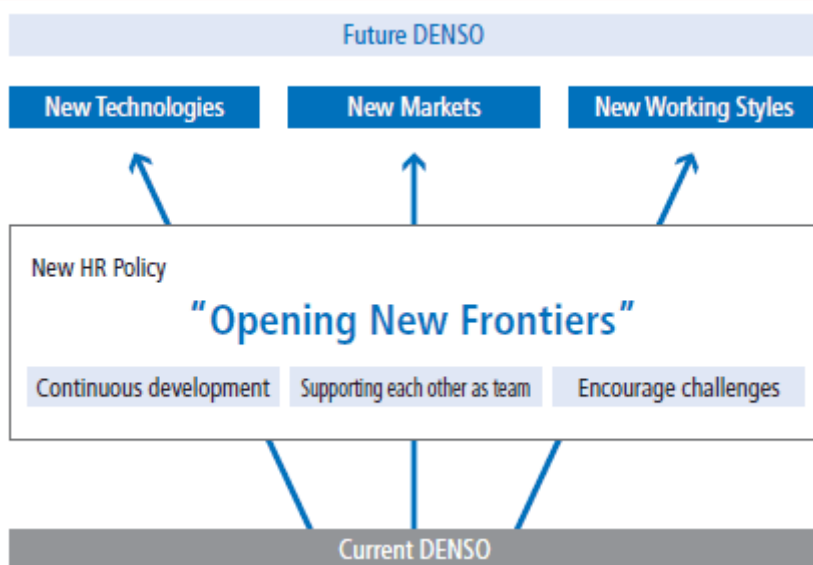 Future DENSO
New Technologies
New Markets
New Working Styles
New HR Policy
"Opening New Frontiers"
Continuous development
Supporting each other as team
Encourage challenges
Current DENSO